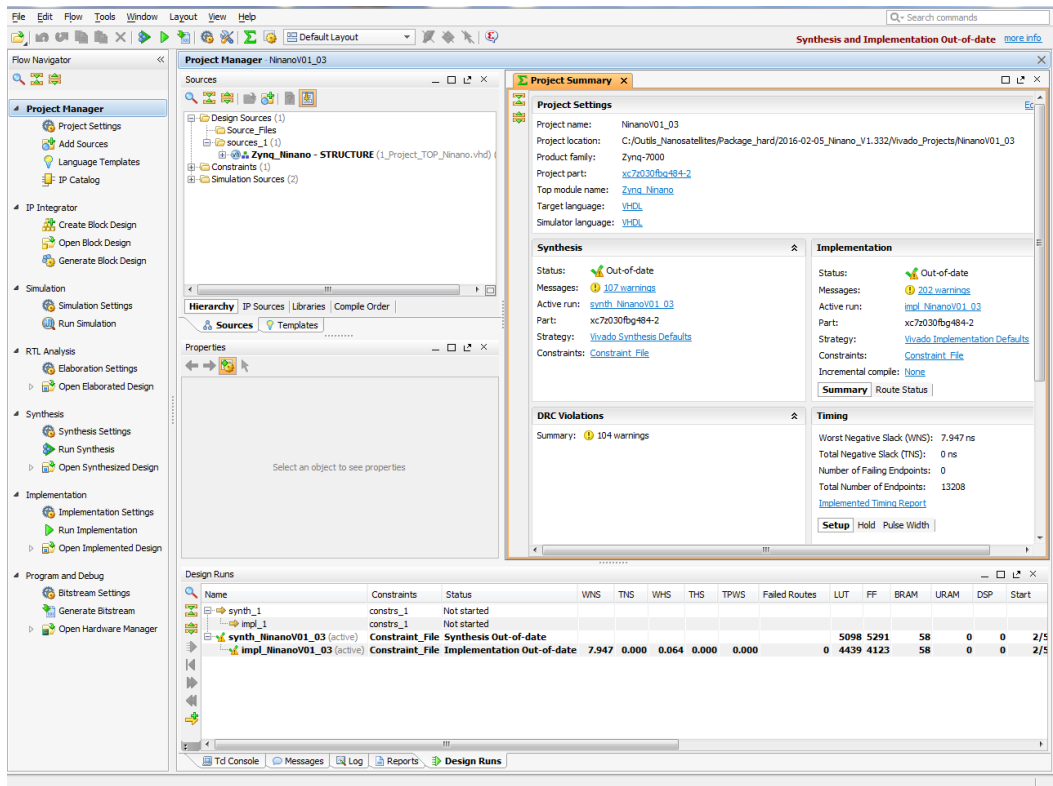 File Edit Flow Tools Window Layout View Help
Search commands
Default Layout
Synthesis and Implementation Out-of-date more info
Flow Navigator
Project Manager
Project Settings
Add Sources
Language Templates
IP Catalog
IP Integrator
Create Block Design
Open Block Design
Generate Block Design
Simulation
Simulation Settings
Run Simulation
RTL Analysis
Elaboration Settings
Open Elaborated Design
Synthesis
Synthesis Settings
Run Synthesis
Open Synthesized Design
Implementation
Implementation Settings
Run Implementation
Open Implemented Design
Program and Debug
Bitstream Settings
Generate Bitstream
Open Hardware Manager
Project Manager - NinanoV01_03
Sources
Design Sources (1)
Source_Files
sources_1 (1)
Zynq_Ninano - STRUCTURE (1_Project_TOP_Ninano.vhd) (
Constraints (1)
Simulation Sources (2)
Hierarchy IP Sources Libraries Compile Order
Sources Templates
Properties
Select an object to see properties
Project Summary
Project Settings
Project name: NinanoV01_03
Project location: C:/Outils_Nanosatellites/Package_hard/2016-02-05_Ninano_V1.332/Vivado_Projects/NinanoV01_03
Product family: Zynq-7000
Project part: xc7z030fbg484-2
Top module name: Zynq_Ninano
Target language: VHDL
Simulator language: VHDL
Synthesis
Status: Out-of-date
Messages: 107 warnings
Active run: synth_NinanoV01_03
Part: xc7z030fbg484-2
Strategy: Vivado Synthesis Defaults
Constraints: Constraint_File
Implementation
Status: Out-of-date
Messages: 202 warnings
Active run: impl_NinanoV01_03
Part: xc7z030fbg484-2
Strategy: Vivado Implementation Defaults
Constraints: Constraint_File
Incremental compile: None
Summary Route Status
DRC Violations
Summary: 104 warnings
Timing
Worst Negative Slack (WNS): 7.947 ns
Total Negative Slack (TNS): 0 ns
Number of Failing Endpoints: 0
Total Number of Endpoints: 13208
Implemented Timing Report
Setup Hold Pulse Width
Design Runs
Name Constraints Status WNS TNS WHS THS TPWS Failed Routes LUT FF BRAM URAM DSP Start
synth_1 constrs_1 Not started
impl_1 constrs_1 Not started
synth_NinanoV01_03 (active) Constraint_File Synthesis Out-of-date 5098 5291 58 0 0 2/5
impl_NinanoV01_03 (active) Constraint_File Implementation Out-of-date 7.947 0.000 0.064 0.000 0.000 0 4439 4123 58 0 0 2/5
Tcl Console Messages Log Reports Design Runs